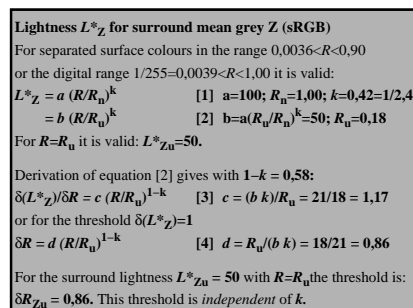 Lightness L*Z for surround mean grey Z (sRGB)
For separated surface colours in the range 0,0036<R<0,90
or the digital range 1/255=0,0039<R<1,00 it is valid:
L*Z = a (R/Rn)k [1] a=100; Rn=1,00; k=0,42=1/2,4
= b (R/Ru)k [2] b=a(Ru/Rn)k=50; Ru=0,18
For R=Ru it is valid: L*Zu=50.
Derivation of equation [2] gives with 1–k = 0,58:
δ(L*Z)/δR = c (R/Ru)1–k [3] c = (b k)/Ru = 21/18 = 1,17
or for the threshold δ(L*Z)=1
δR = d (R/Ru)1–k [4] d = Ru/(b k) = 18/21 = 0,86
For the surround lightness L*Zu = 50 with R=Ruthe threshold is:
δRZu = 0,86. This threshold is independent of k.